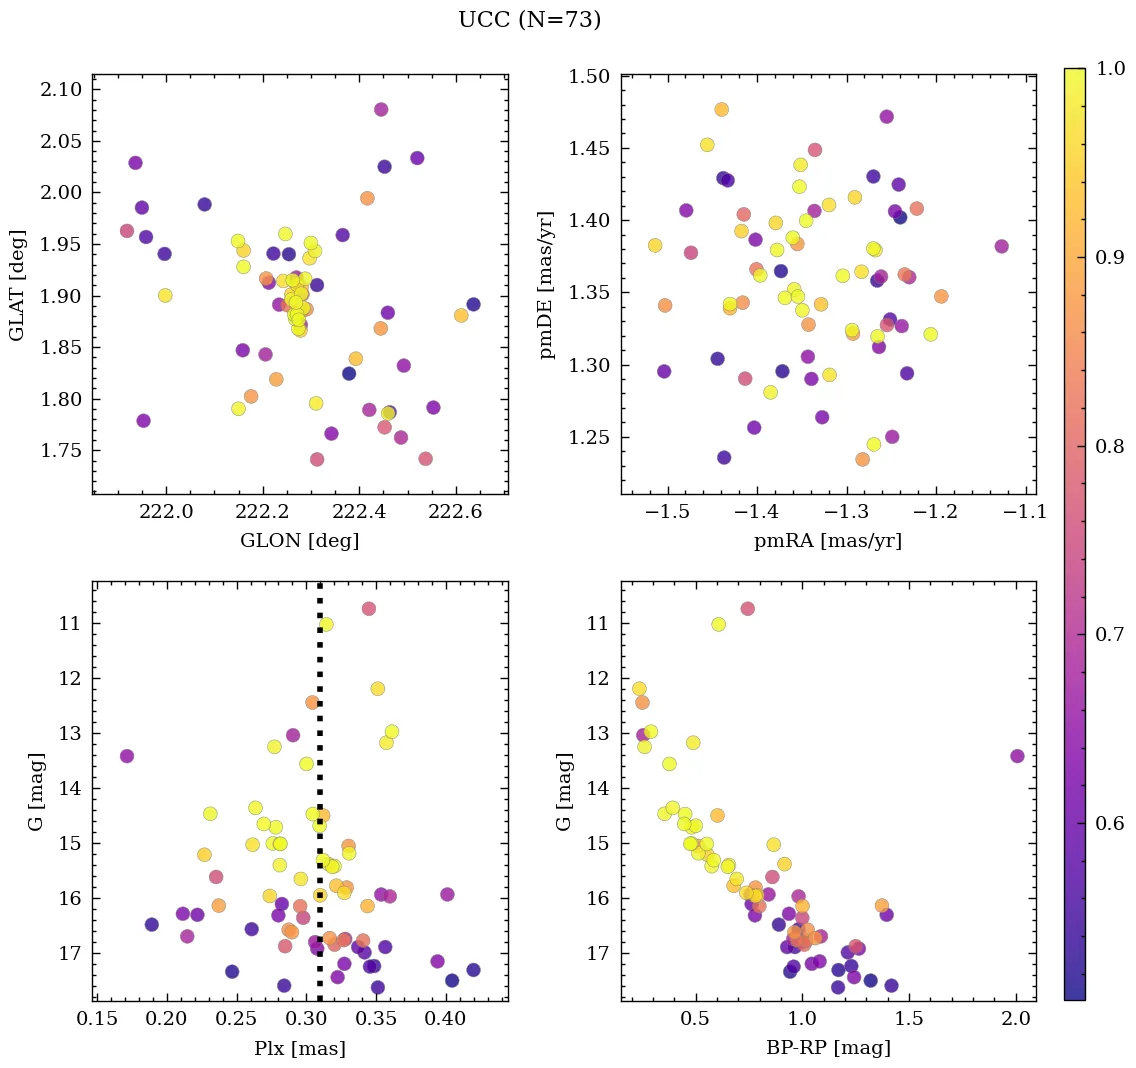 UCC (N=73)
2.10
2.05
2.00
1.95
1.90
1.85
1.80
1.75
GLAT [deg]
222.0 222.2 222.4 222.6
GLON [deg]
1.50
1.45
1.40
1.35
1.30
1.25
pmDE [mas/yr]
−1.5 −1.4 −1.3 −1.2 −1.1
pmRA [mas/yr]
11
12
13
14
15
16
17
G [mag]
0.15 0.20 0.25 0.30 0.35 0.40
Plx [mas]
11
12
13
14
15
16
17
G [mag]
0.5 1.0 1.5 2.0
BP-RP [mag]
1.0
0.9
0.8
0.7
0.6